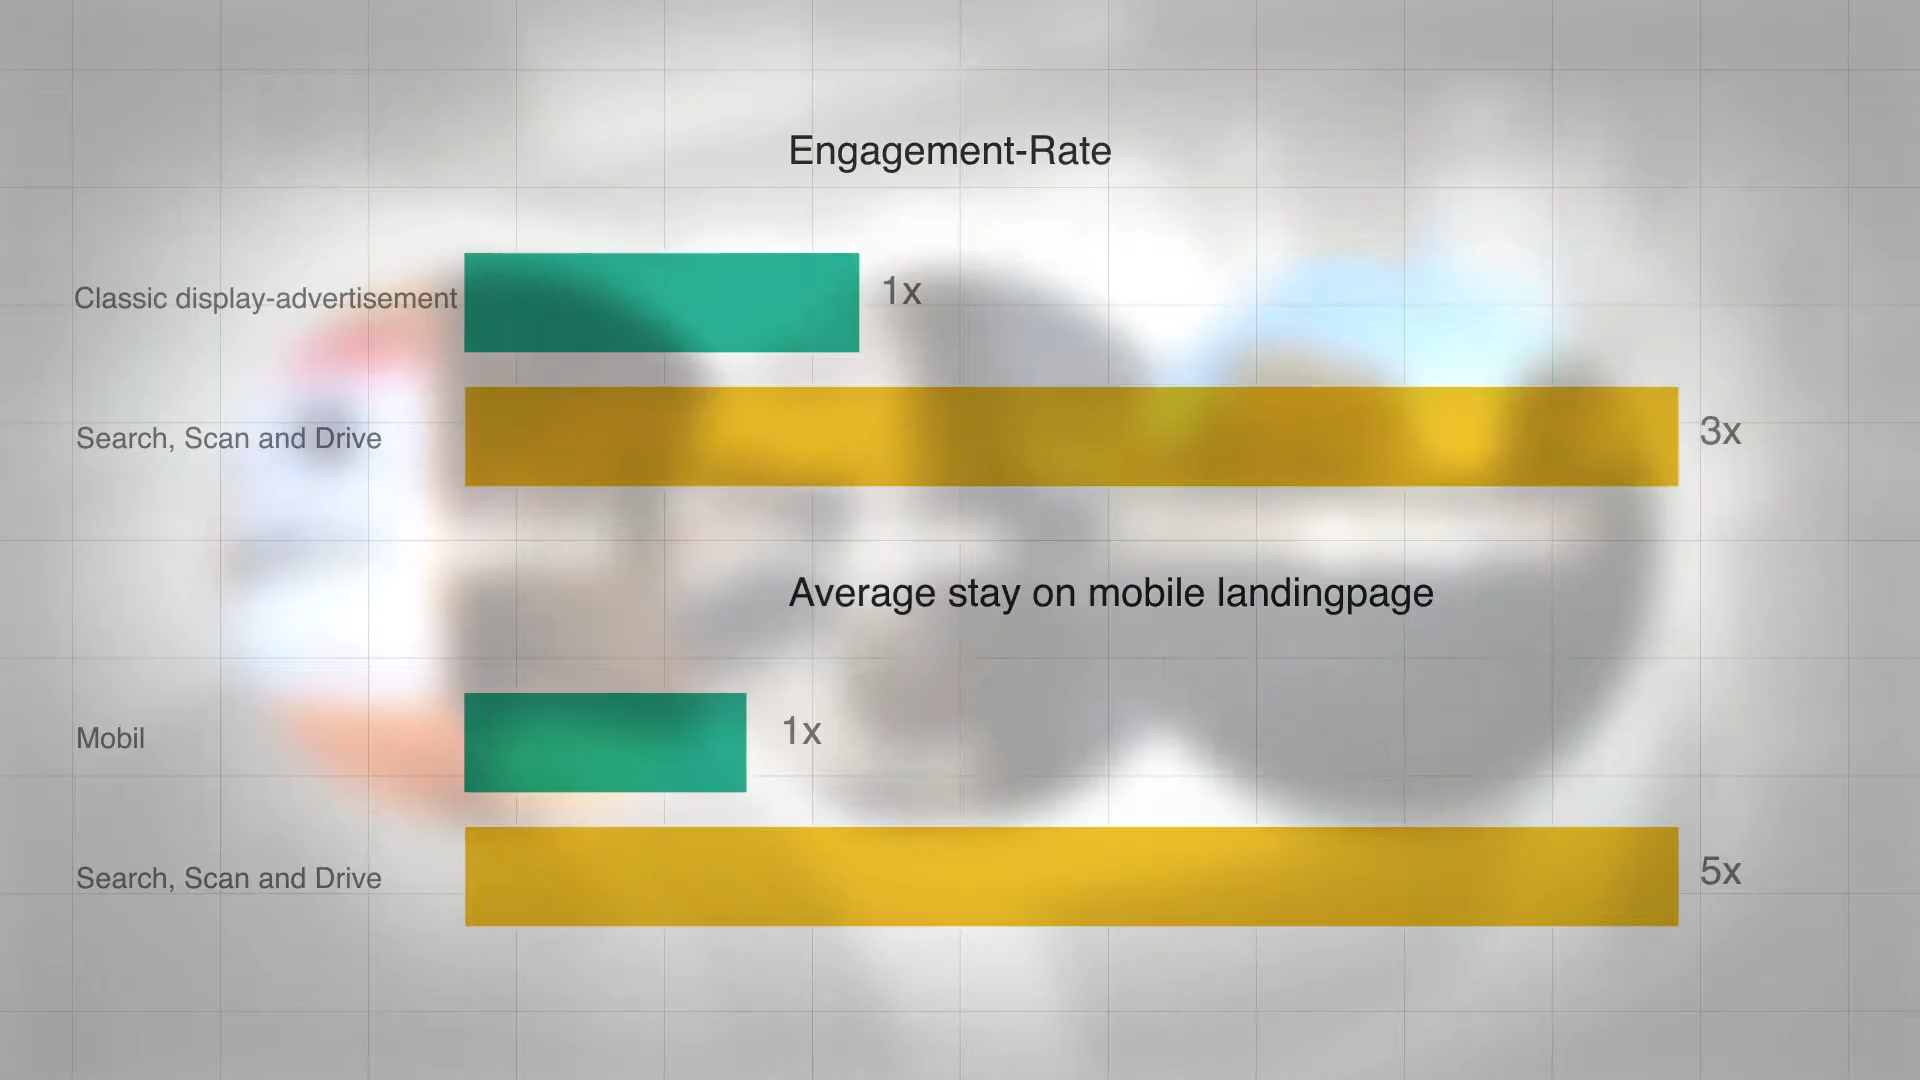 Engagement-Rate
Classic display-advertisement
1x
Search, Scan and Drive
3x
Average stay on mobile landingpage
Mobil
1x
Search, Scan and Drive
5x